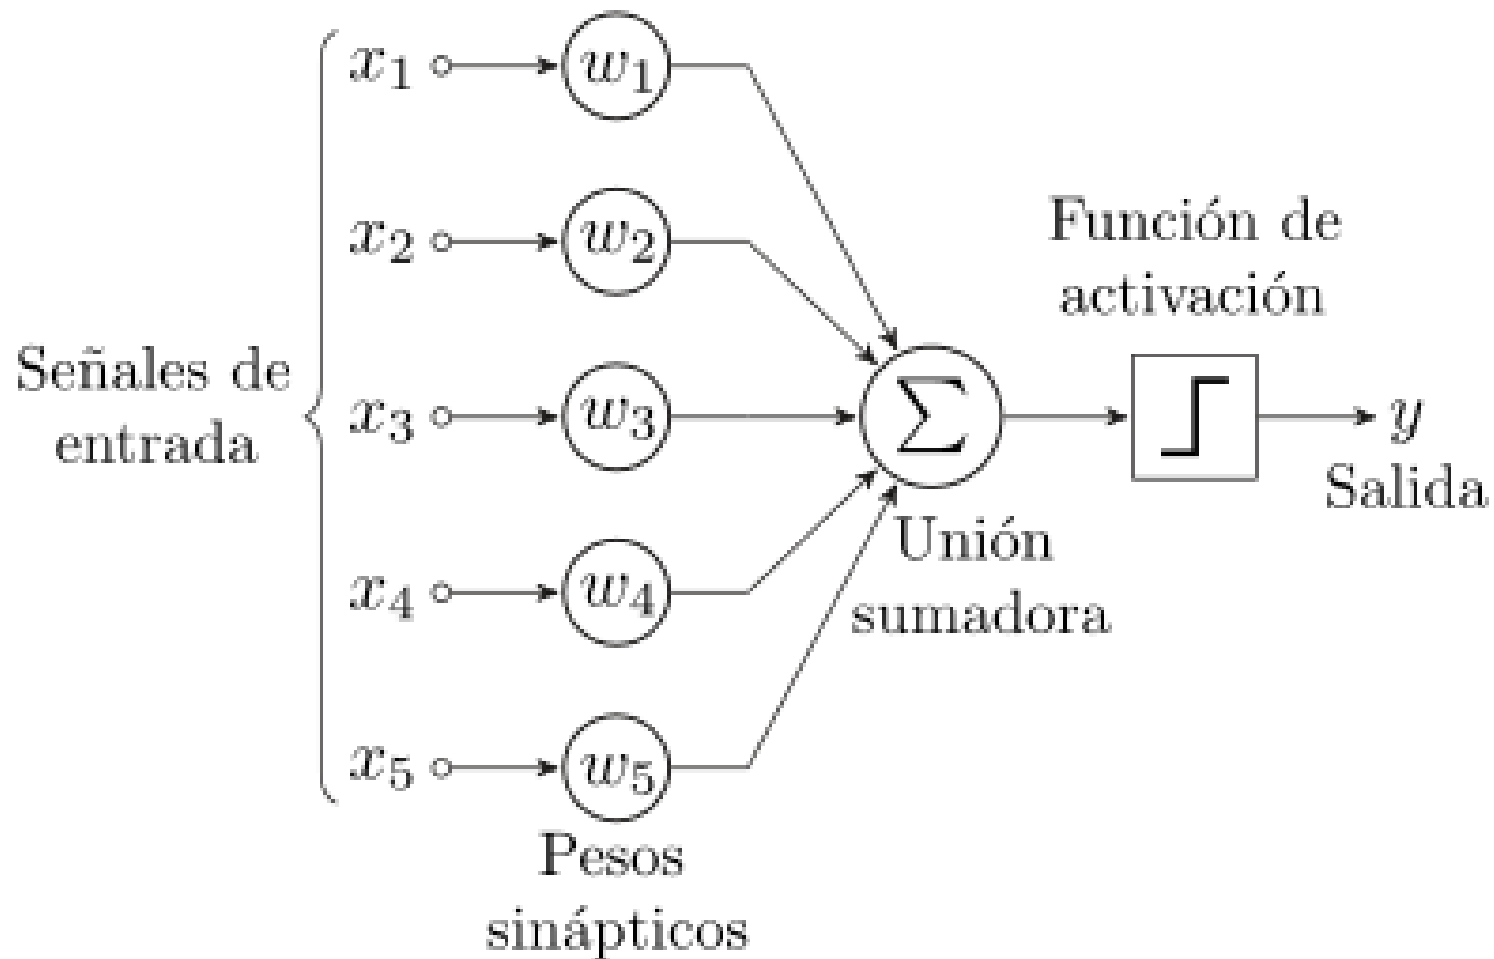 x₁ w₁
x₂ w₂
Función de
activación
Señales de
entrada
x₃ w₃ Σ y
Salida
Unión
sumadora
x₄ w₄
x₅ w₅
Pesos
sinápticos